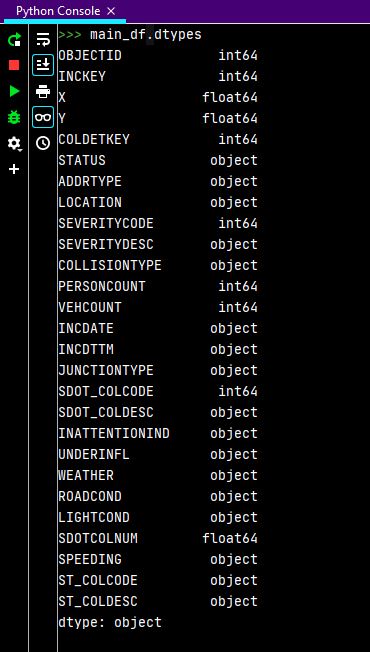 Python Console ×
>>> main_df.dtypes
OBJECTID            int64
INCKEY              int64
X                 float64
Y                 float64
COLDETKEY           int64
STATUS             object
ADDRTYPE           object
LOCATION           object
SEVERITYCODE        int64
SEVERITYDESC       object
COLLISIONTYPE      object
PERSONCOUNT         int64
VEHCOUNT            int64
INCDATE            object
INCDTTM            object
JUNCTIONTYPE       object
SDOT_COLCODE        int64
SDOT_COLDESC       object
INATTENTIONIND     object
UNDERINFL          object
WEATHER            object
ROADCOND           object
LIGHTCOND          object
SDOTCOLNUM        float64
SPEEDING           object
ST_COLCODE         object
ST_COLDESC         object
dtype: object